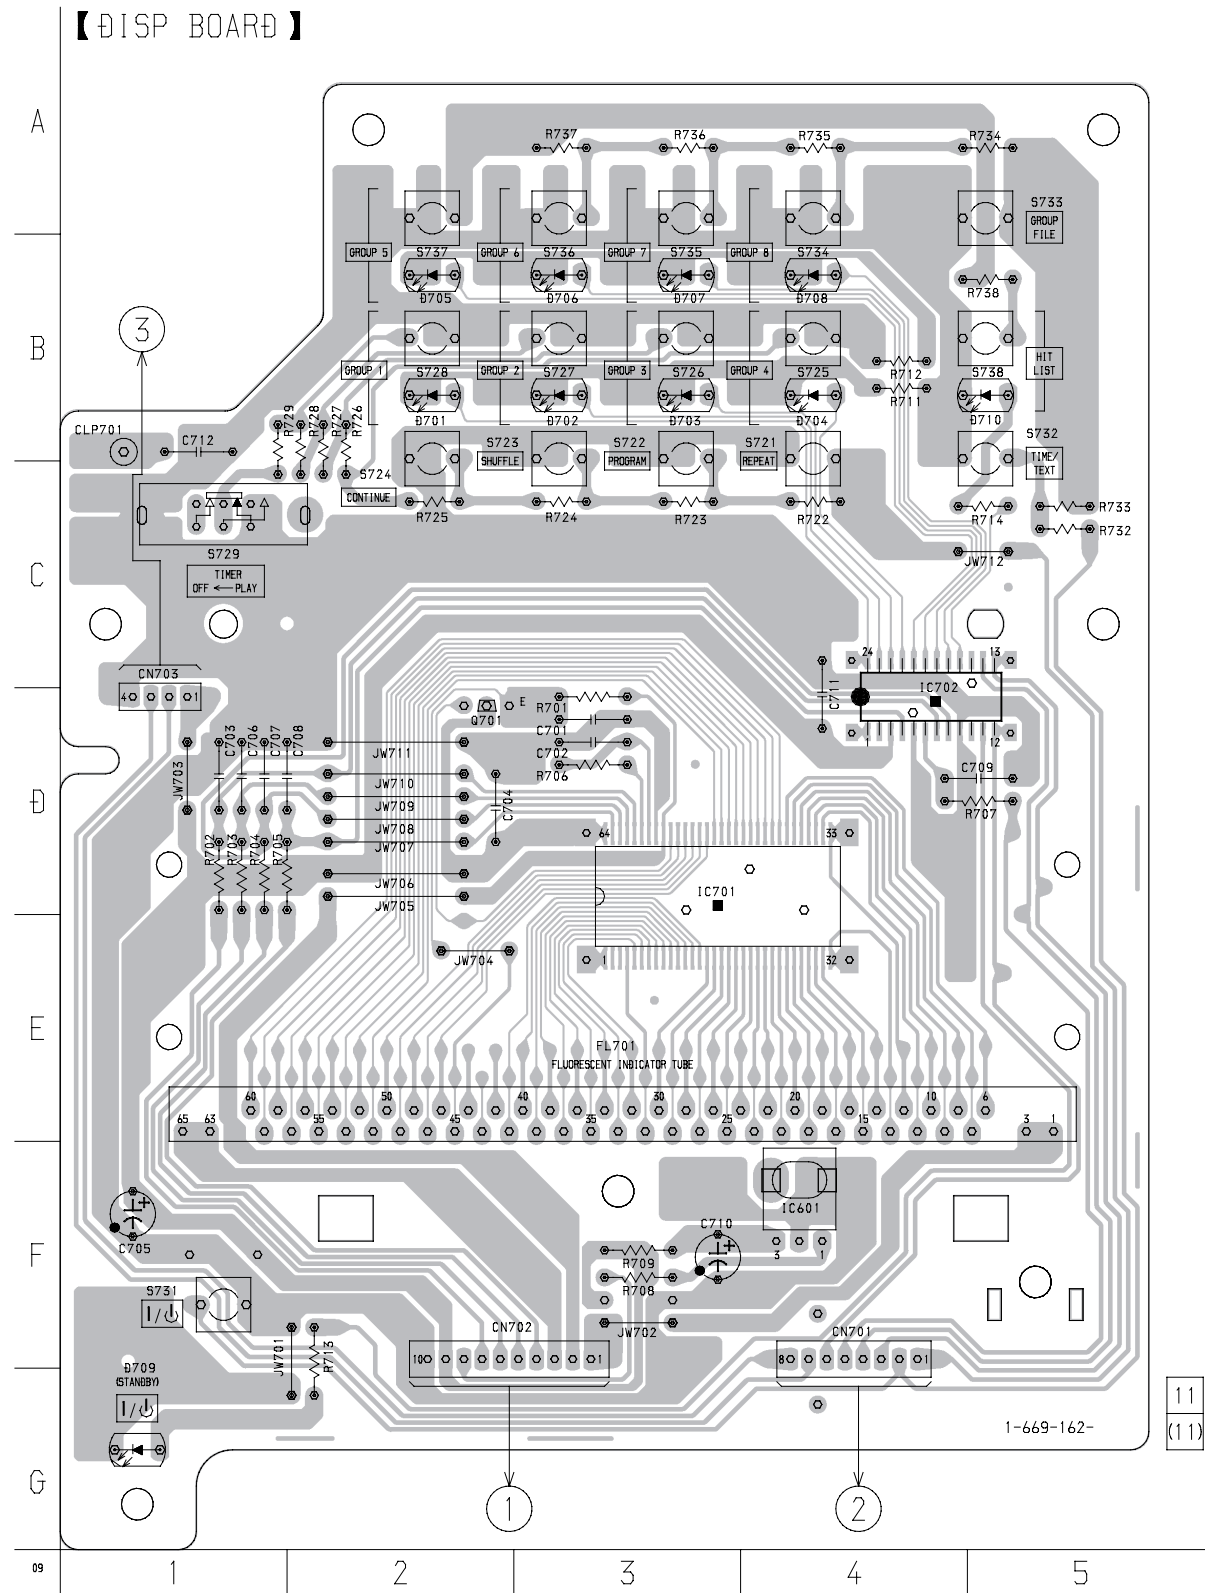 【DISP BOARD】
A
R737 R736 R735 R734
S733
GROUP FILE
GROUP 5 S737 GROUP 6 S736 GROUP 7 S735 GROUP 8 S734
D705 D706 D707 D708 R738
B
3
GROUP 1 S728 GROUP 2 S727 GROUP 3 S726 GROUP 4 S725 R712 S738 HIT LIST
R711
D701 D702 D703 D704 D710
CLP701 C712 R729 R728 R727 R726
S724 CONTINUE S723 SHUFFLE S722 PROGRAM S721 REPEAT S732 TIME/TEXT
R725 R724 R723 R722 R714 R733
R732
S729
JW712
C
TIMER
OFF ← PLAY
CN703
4 1
24 13
C711 IC702
1 12
R701 E
Q701
C701
C702
R706
JW703 C703 C706 C707 C708
JW711
JW710
JW709
JW708
JW707
C704
C709
R707
D
R702 R703 R704 R705
64 33
JW706
JW705
IC701
JW704
1 32
E
FL701
FLUORESCENT INDICATOR TUBE
60 50 40 30 20 10 6
65 63 55 45 35 25 15 3 1
IC601
3 1
C705
C710
F
R709
R708
S731
I/⏻
JW701 R713
CN702
10 1
JW702
CN701
8 1
D709
(STANDBY)
I/⏻
1-669-162-
11
(11)
G
1 2
09 1 2 3 4 5